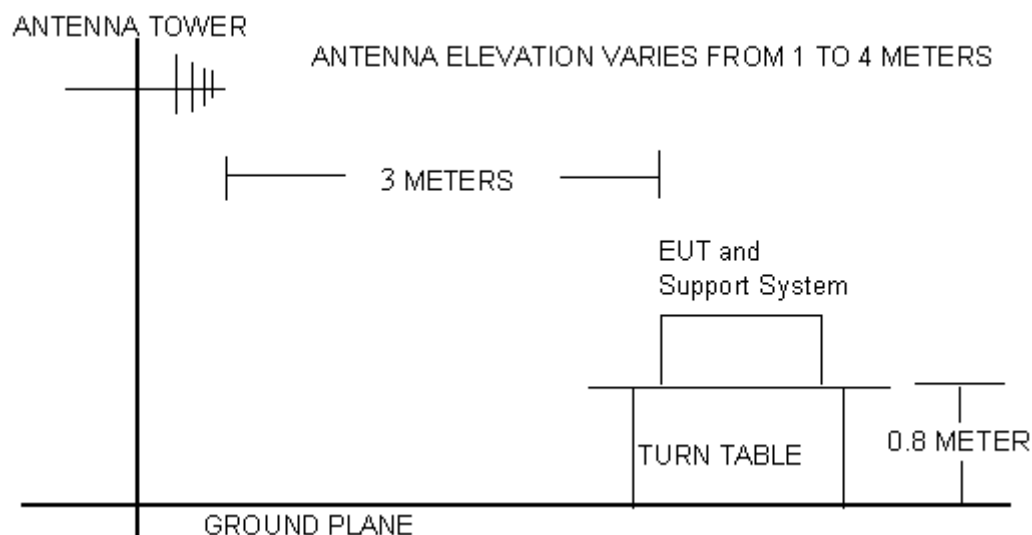 ANTENNA TOWER
ANTENNA ELEVATION VARIES FROM 1 TO 4 METERS
3 METERS
EUT and
Support System
TURN TABLE
0.8 METER
GROUND PLANE